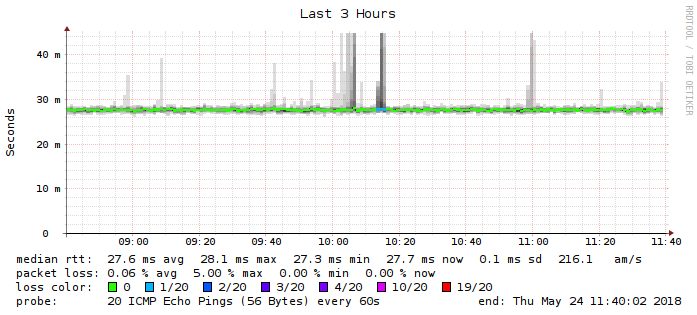 Last 3 Hours
RRDTOOL / TOBI OETIKER
Seconds
40 m
30 m
20 m
10 m
0
09:00 09:20 09:40 10:00 10:20 10:40 11:00 11:20 11:40
median rtt: 27.6 ms avg 28.1 ms max 27.3 ms min 27.7 ms now 0.1 ms sd 216.1 am/s
packet loss: 0.06 % avg 5.00 % max 0.00 % min 0.00 % now
loss color: 0 1/20 2/20 3/20 4/20 10/20 19/20
probe: 20 ICMP Echo Pings (56 Bytes) every 60s end: Thu May 24 11:40:02 2018